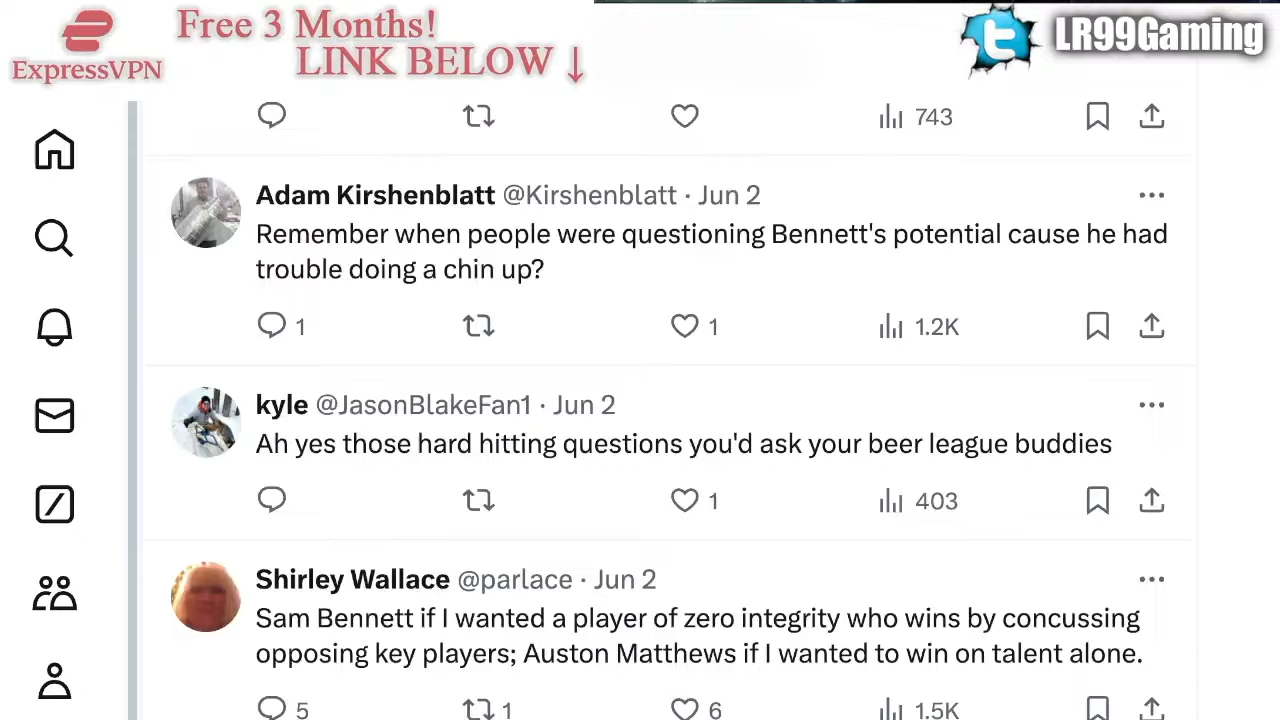 Free 3 Months!
LINK BELOW ↓
ExpressVPN
LR99Gaming
743
Adam Kirshenblatt @Kirshenblatt · Jun 2
Remember when people were questioning Bennett's potential cause he had
trouble doing a chin up?
1 1 1.2K
kyle @JasonBlakeFan1 · Jun 2
Ah yes those hard hitting questions you'd ask your beer league buddies
1 403
Shirley Wallace @parlace · Jun 2
Sam Bennett if I wanted a player of zero integrity who wins by concussing
opposing key players; Auston Matthews if I wanted to win on talent alone.
5 1 6 1.5K